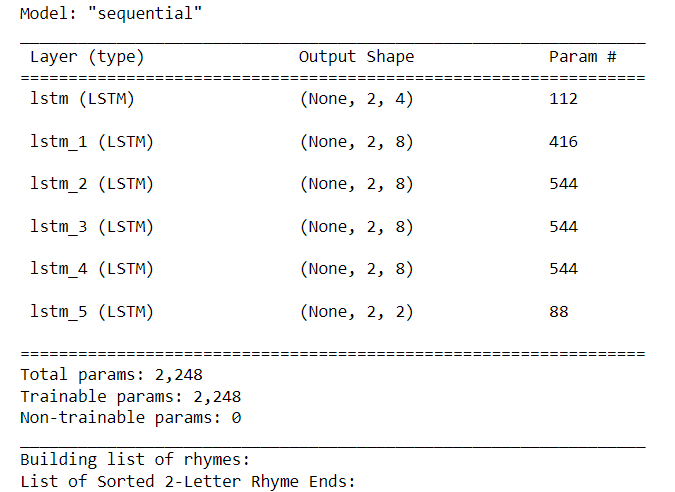 Model: "sequential"
Layer (type) Output Shape Param #
lstm (LSTM) (None, 2, 4) 112
lstm_1 (LSTM) (None, 2, 8) 416
lstm_2 (LSTM) (None, 2, 8) 544
lstm_3 (LSTM) (None, 2, 8) 544
lstm_4 (LSTM) (None, 2, 8) 544
lstm_5 (LSTM) (None, 2, 2) 88
Total params: 2,248
Trainable params: 2,248
Non-trainable params: 0
Building list of rhymes:
List of Sorted 2-Letter Rhyme Ends: